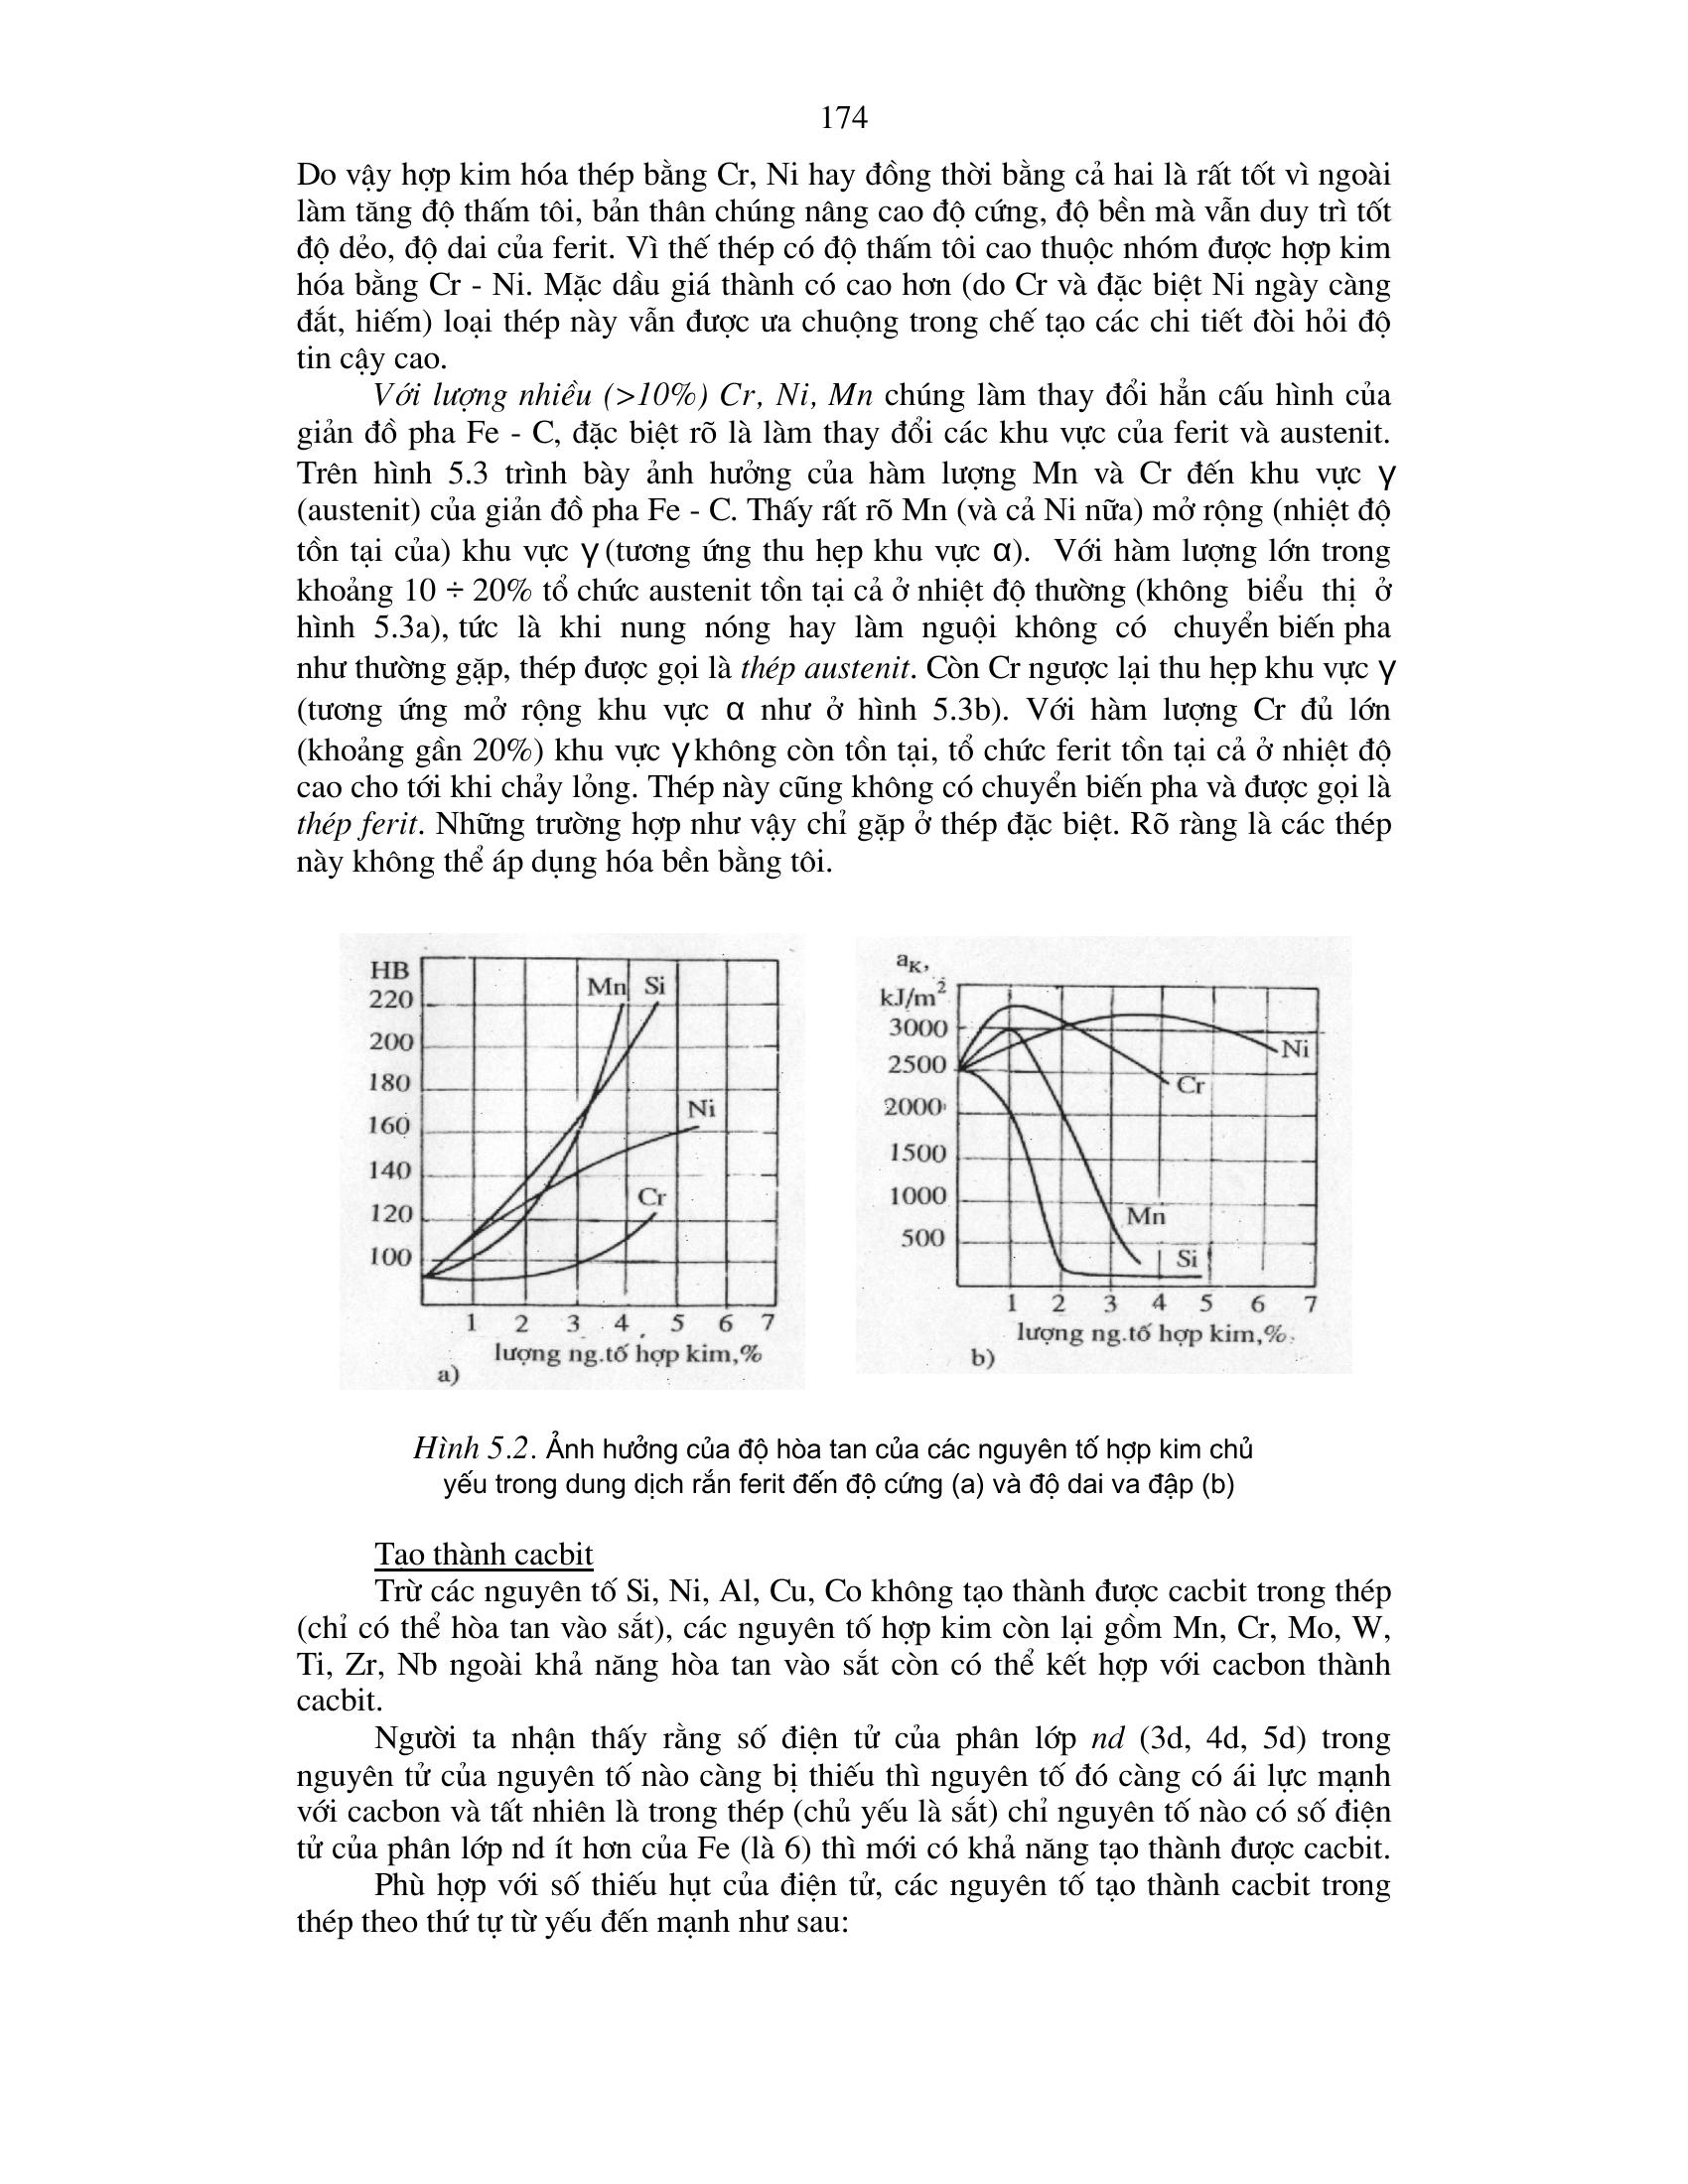 174
Do vậy hợp kim hóa thép bằng Cr, Ni hay đồng thời bằng cả hai là rất tốt vì ngoài
làm tăng độ thấm tôi, bản thân chúng nâng cao độ cứng, độ bền mà vẫn duy trì tốt
độ dẻo, độ dai của ferit. Vì thế thép có độ thấm tôi cao thuộc nhóm được hợp kim
hóa bằng Cr - Ni. Mặc dầu giá thành có cao hơn (do Cr và đặc biệt Ni ngày càng
đắt, hiếm) loại thép này vẫn được ưa chuộng trong chế tạo các chi tiết đòi hỏi độ
tin cậy cao.
Với lượng nhiều (>10%) Cr, Ni, Mn chúng làm thay đổi hẳn cấu hình của
giản đồ pha Fe - C, đặc biệt rõ là làm thay đổi các khu vực của ferit và austenit.
Trên hình 5.3 trình bày ảnh hưởng của hàm lượng Mn và Cr đến khu vực γ
(austenit) của giản đồ pha Fe - C. Thấy rất rõ Mn (và cả Ni nữa) mở rộng (nhiệt độ
tồn tại của) khu vực γ (tương ứng thu hẹp khu vực α). Với hàm lượng lớn trong
khoảng 10 ÷ 20% tổ chức austenit tồn tại cả ở nhiệt độ thường (không biểu thị ở
hình 5.3a), tức là khi nung nóng hay làm nguội không có chuyển biến pha
như thường gặp, thép được gọi là thép austenit. Còn Cr ngược lại thu hẹp khu vực γ
(tương ứng mở rộng khu vực α như ở hình 5.3b). Với hàm lượng Cr đủ lớn
(khoảng gần 20%) khu vực γ không còn tồn tại, tổ chức ferit tồn tại cả ở nhiệt độ
cao cho tới khi chảy lỏng. Thép này cũng không có chuyển biến pha và được gọi là
thép ferit. Những trường hợp như vậy chỉ gặp ở thép đặc biệt. Rõ ràng là các thép
này không thể áp dụng hóa bền bằng tôi.
HB
220
200
180
160
140
120
100
Mn Si
Ni
Cr
1 2 3 4 5 6 7
lượng ng.tố hợp kim,%
a)
aK,
kJ/m²
3000
2500
2000
1500
1000
500
Ni
Cr
Mn
Si
1 2 3 4 5 6 7
lượng ng.tố hợp kim,%
b)
Hình 5.2. Ảnh hưởng của độ hòa tan của các nguyên tố hợp kim chủ
yếu trong dung dịch rắn ferit đến độ cứng (a) và độ dai va đập (b)
Tạo thành cacbit
Trừ các nguyên tố Si, Ni, Al, Cu, Co không tạo thành được cacbit trong thép
(chỉ có thể hòa tan vào sắt), các nguyên tố hợp kim còn lại gồm Mn, Cr, Mo, W,
Ti, Zr, Nb ngoài khả năng hòa tan vào sắt còn có thể kết hợp với cacbon thành
cacbit.
Người ta nhận thấy rằng số điện tử của phân lớp nd (3d, 4d, 5d) trong
nguyên tử của nguyên tố nào càng bị thiếu thì nguyên tố đó càng có ái lực mạnh
với cacbon và tất nhiên là trong thép (chủ yếu là sắt) chỉ nguyên tố nào có số điện
tử của phân lớp nd ít hơn của Fe (là 6) thì mới có khả năng tạo thành được cacbit.
Phù hợp với số thiếu hụt của điện tử, các nguyên tố tạo thành cacbit trong
thép theo thứ tự từ yếu đến mạnh như sau: